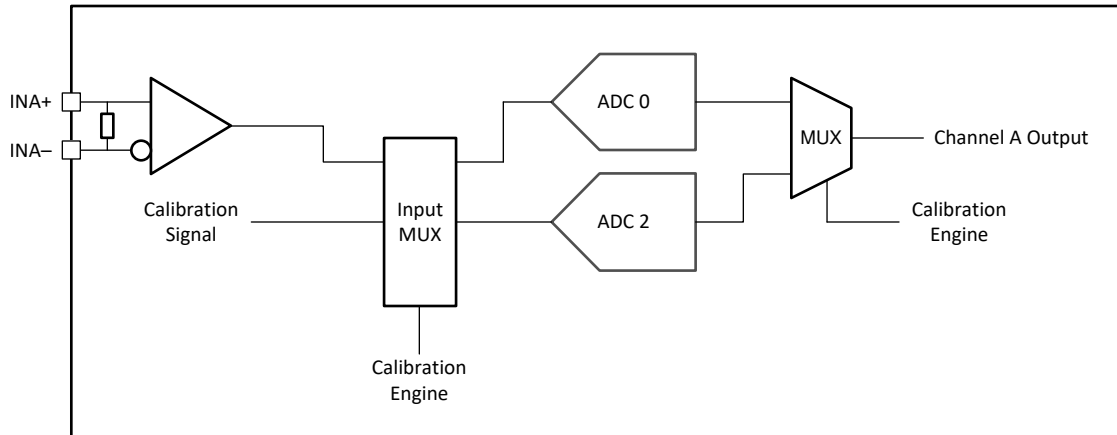 INA+
INA–
ADC 0
MUX
Channel A Output
Calibration
Signal
Input
MUX
ADC 2
Calibration
Engine
Calibration
Engine